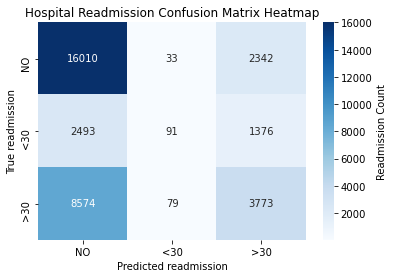 Hospital Readmission Confusion Matrix Heatmap
NO 16010 33 2342
<30 2493 91 1376
>30 8574 79 3773
NO <30 >30
True readmission
Predicted readmission
16000
14000
12000
10000
8000
6000
4000
2000
Readmission Count